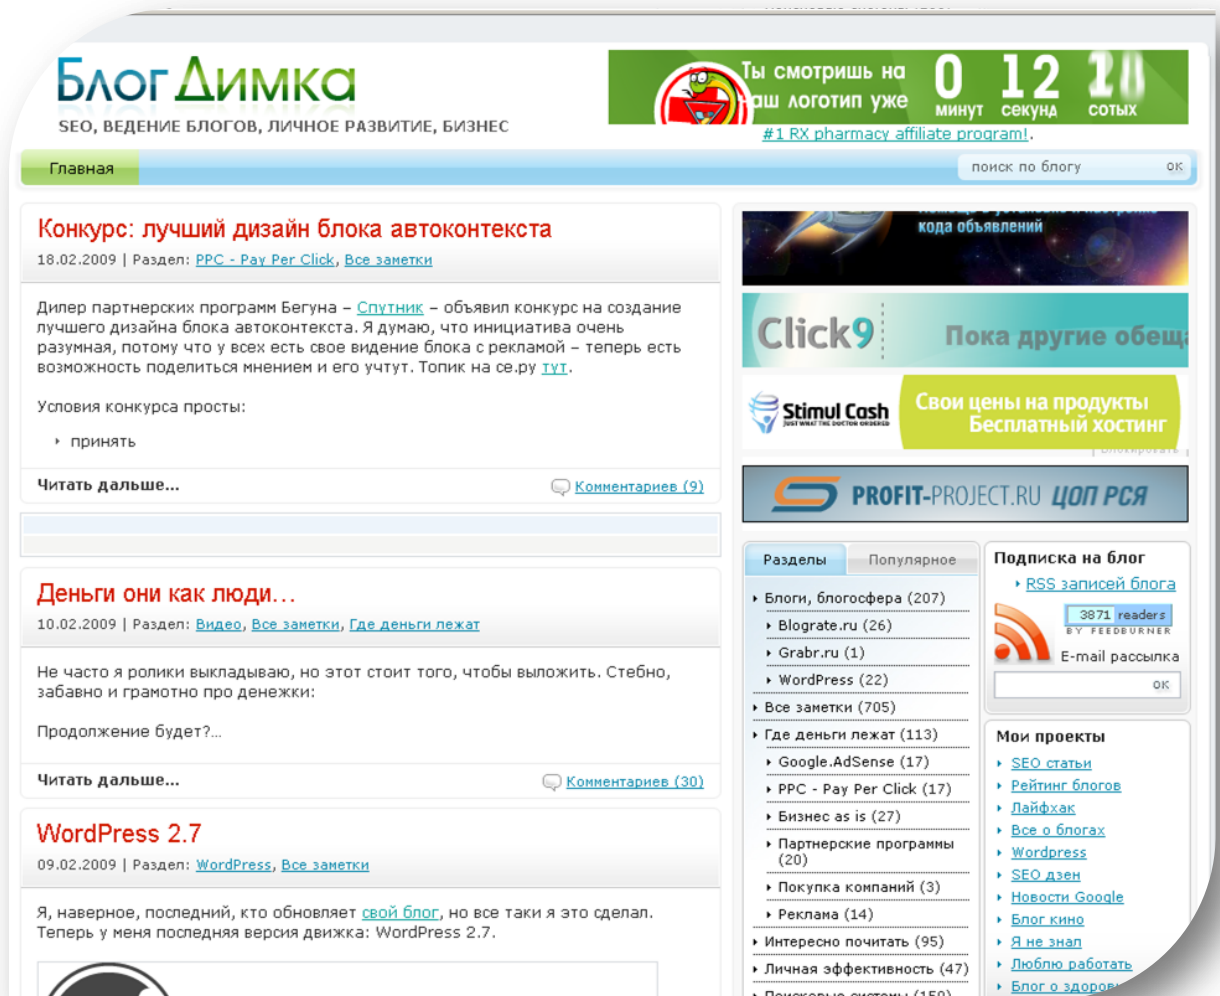 Блог Димка
SEO, ВЕДЕНИЕ БЛОГОВ, ЛИЧНОЕ РАЗВИТИЕ, БИЗНЕС
Ты смотришь на
аш логотип уже
0 12
минут секунд сотых
#1 RX pharmacy affiliate program!.
Главная
поиск по блогу ОК
Конкурс: лучший дизайн блока автоконтекста
18.02.2009 | Раздел: PPC - Pay Per Click, Все заметки
Дилер партнерских программ Бегуна – Спутник – объявил конкурс на создание
лучшего дизайна блока автоконтекста. Я думаю, что инициатива очень
разумная, потому что у всех есть свое видение блока с рекламой – теперь есть
возможность поделиться мнением и его учтут. Топик на се.ру тут.
Условия конкурса просты:
принять
Читать дальше...
Комментариев (9)
Деньги они как люди…
10.02.2009 | Раздел: Видео, Все заметки, Где деньги лежат
Не часто я ролики выкладываю, но этот стоит того, чтобы выложить. Стебно,
забавно и грамотно про денежки:
Продолжение будет?...
Читать дальше...
Комментариев (30)
WordPress 2.7
09.02.2009 | Раздел: WordPress, Все заметки
Я, наверное, последний, кто обновляет свой блог, но все таки я это сделал.
Теперь у меня последняя версия движка: WordPress 2.7.
кода объявлений
Click9
Пока другие обещ
Stimul Cash
JUST WHAT THE DOCTOR ORDERED
Свои цены на продукты
Бесплатный хостинг
PROFIT-PROJECT.RU ЦОП РСЯ
Разделы
Популярное
Блоги, блогосфера (207)
Blograte.ru (26)
Grabr.ru (1)
WordPress (22)
Все заметки (705)
Где деньги лежат (113)
Google.AdSense (17)
PPC - Pay Per Click (17)
Бизнес as is (27)
Партнерские программы
(20)
Покупка компаний (3)
Реклама (14)
Интересно почитать (95)
Личная эффективность (47)
Поисковые системы (159)
Подписка на блог
RSS записей блога
3871 readers
BY FEEDBURNER
E-mail рассылка
ОК
Мои проекты
SEO статьи
Рейтинг блогов
Лайфхак
Все о блогах
Wordpress
SEO дзен
Новости Google
Блог кино
Я не знал
Люблю работать
Блог о здоров